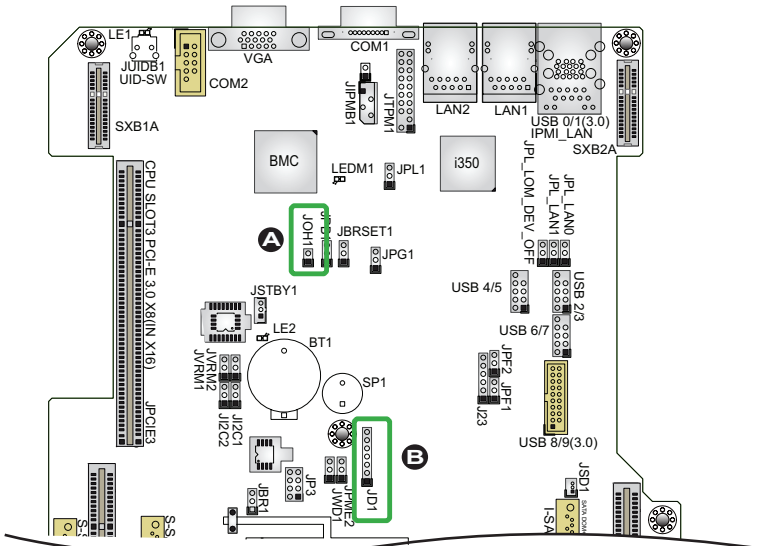 LE1
JUIDB1
UID-SW
COM2
VGA
COM1
JIPMB1
JTPM1
LAN2
LAN1
USB 0/1(3.0)
IPMI_LAN
SXB1A
SXB2A
BMC
LEDM1
JPL1
i350
JPL_LOM_DEV_OFF
JPL_LAN1
JPL_LAN0
CPU SLOT3 PCI-E 3.0 X8(IN X16)
JPCIE3
A
JOH1
JBRSET1
JPG1
USB 4/5
USB 2/3
USB 6/7
JSTBY1
LE2
BT1
JVRM1
JVRM2
SP1
JPF2
JPF1
J23
JI2C2
JI2C1
B
USB 8/9(3.0)
JBR1
JP3
JWD1
JPME2
JD1
JSD1
I-SA